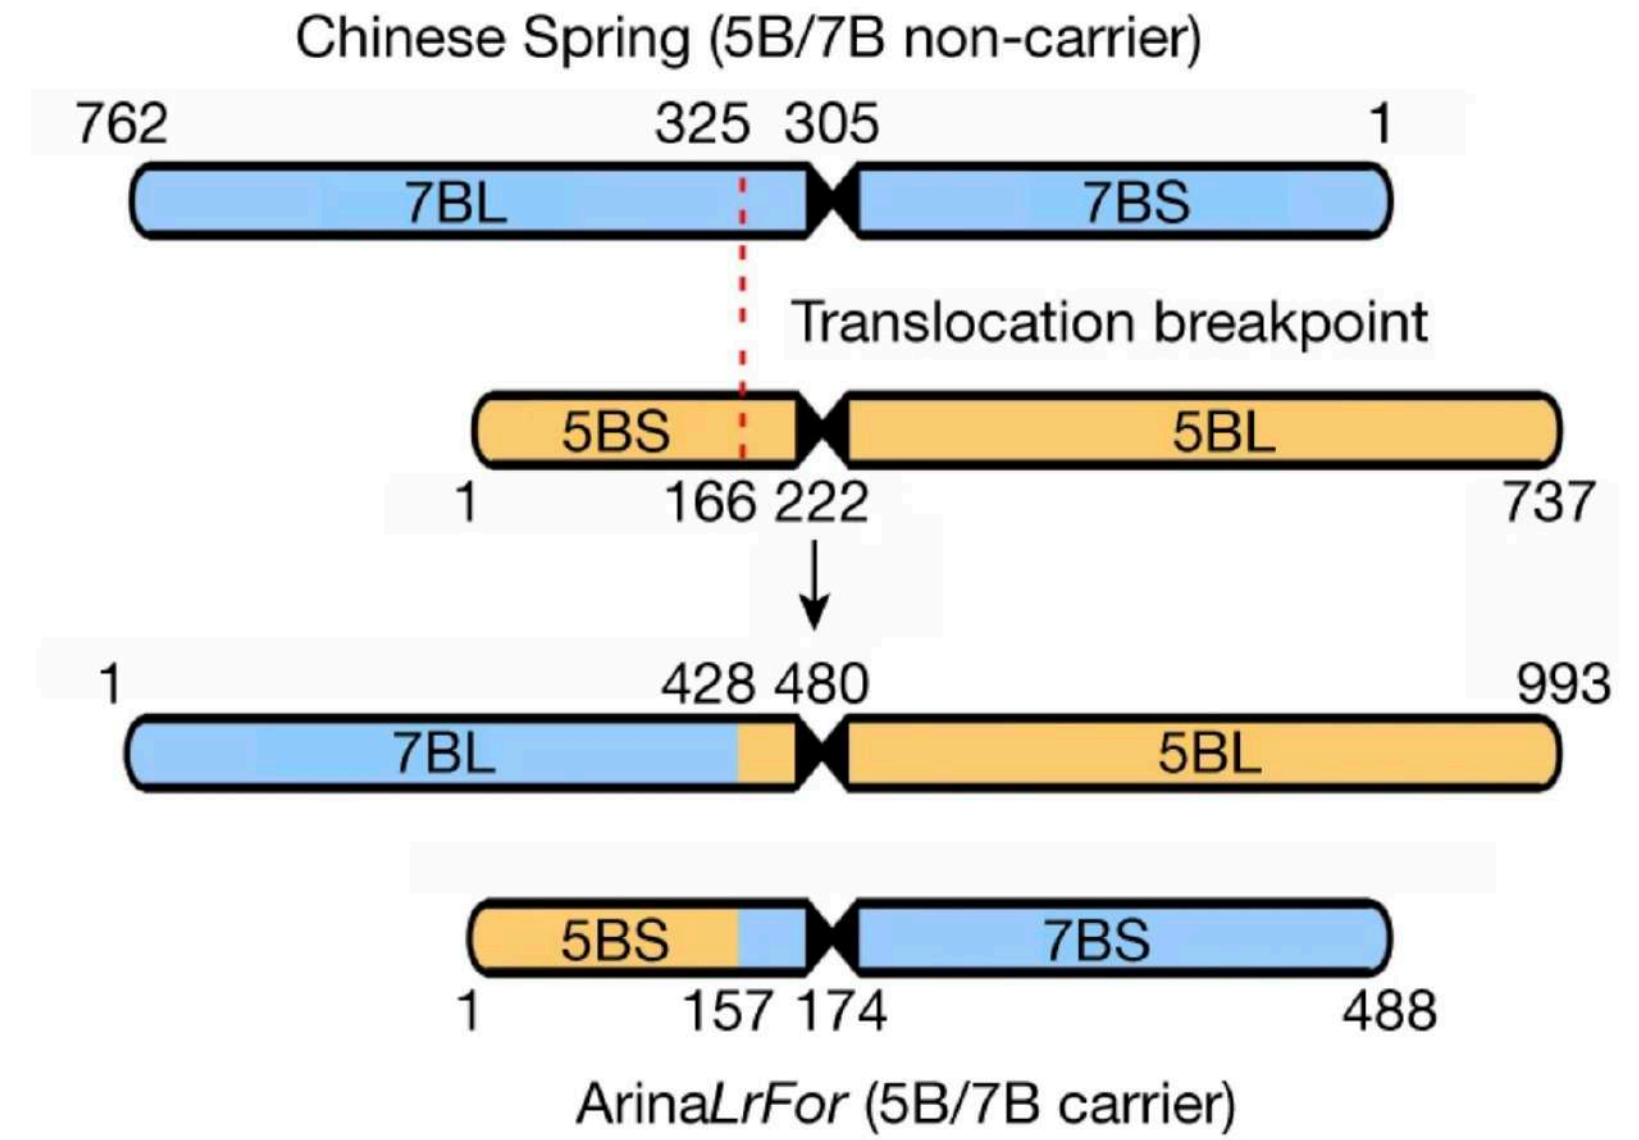 Chinese Spring (5B/7B non-carrier)
762 325 305 1
7BL 7BS
Translocation breakpoint
5BS 5BL
1 166 222 737
1 428 480 993
7BL 5BL
5BS 7BS
1 157 174 488
ArinaLrFor (5B/7B carrier)